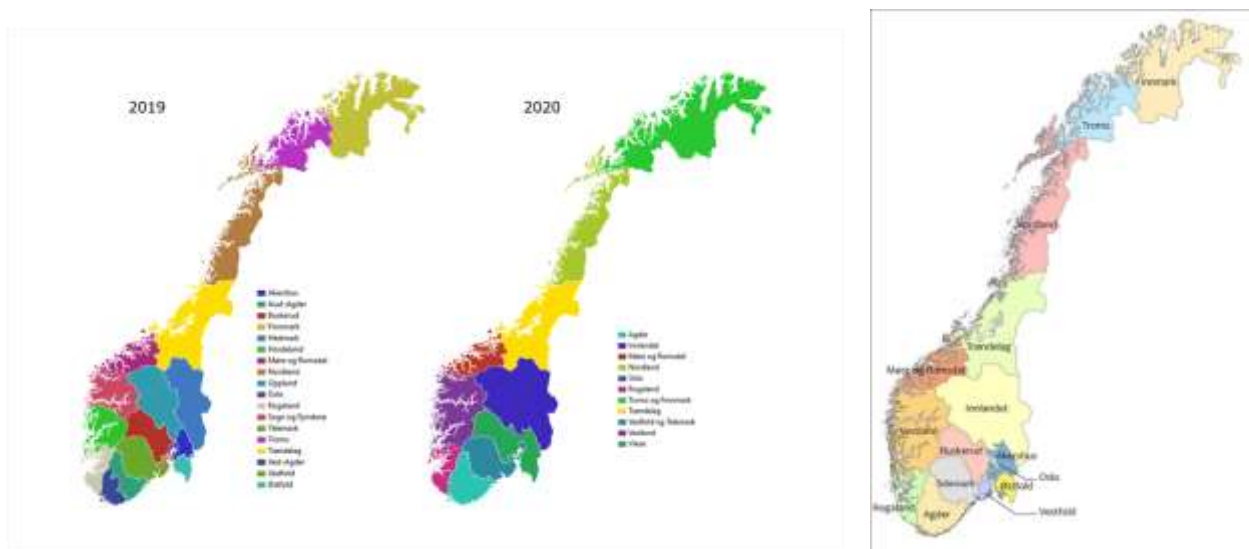 2019
Akershus
Aust-Agder
Buskerud
Finnmark
Hedmark
Hordaland
Møre og Romsdal
Nordland
Oppland
Oslo
Rogaland
Sogn og Fjordane
Telemark
Troms
Trøndelag
Vest-Agder
Vestfold
Østfold
2020
Agder
Innlandet
Møre og Romsdal
Nordland
Oslo
Rogaland
Troms og Finnmark
Trøndelag
Vestfold og Telemark
Vestland
Viken
Finnmark
Troms
Nordland
Trøndelag
Møre og Romsdal
Innlandet
Vestland
Buskerud
Akershus
Oslo
Telemark
Østfold
Vestfold
Rogaland
Agder